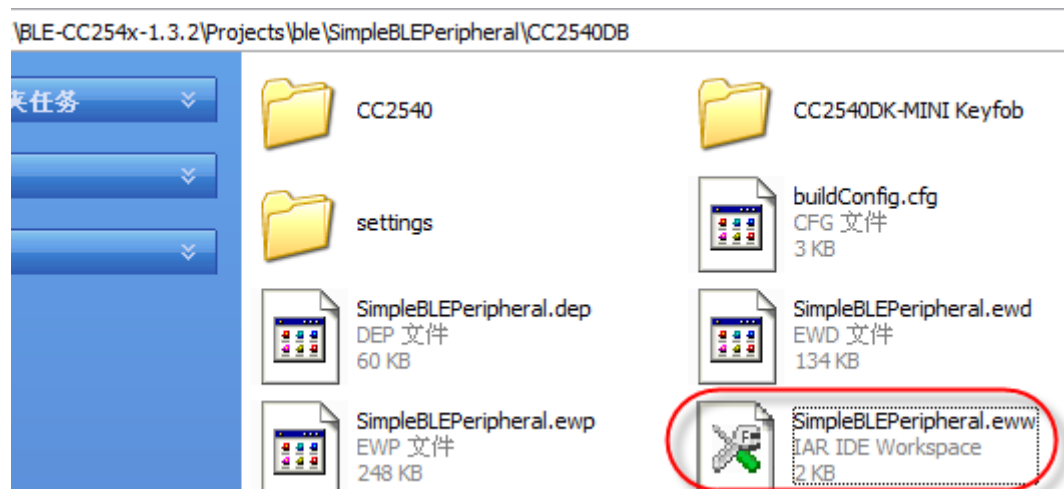 \BLE-CC254x-1.3.2\Projects\ble\SimpleBLEPeripheral\CC2540DB
夹任务
CC2540
CC2540DK-MINI Keyfob
settings
buildConfig.cfg
CFG 文件
3 KB
SimpleBLEPeripheral.dep
DEP 文件
60 KB
SimpleBLEPeripheral.ewd
EWD 文件
134 KB
SimpleBLEPeripheral.ewp
EWP 文件
248 KB
SimpleBLEPeripheral.eww
IAR IDE Workspace
2 KB